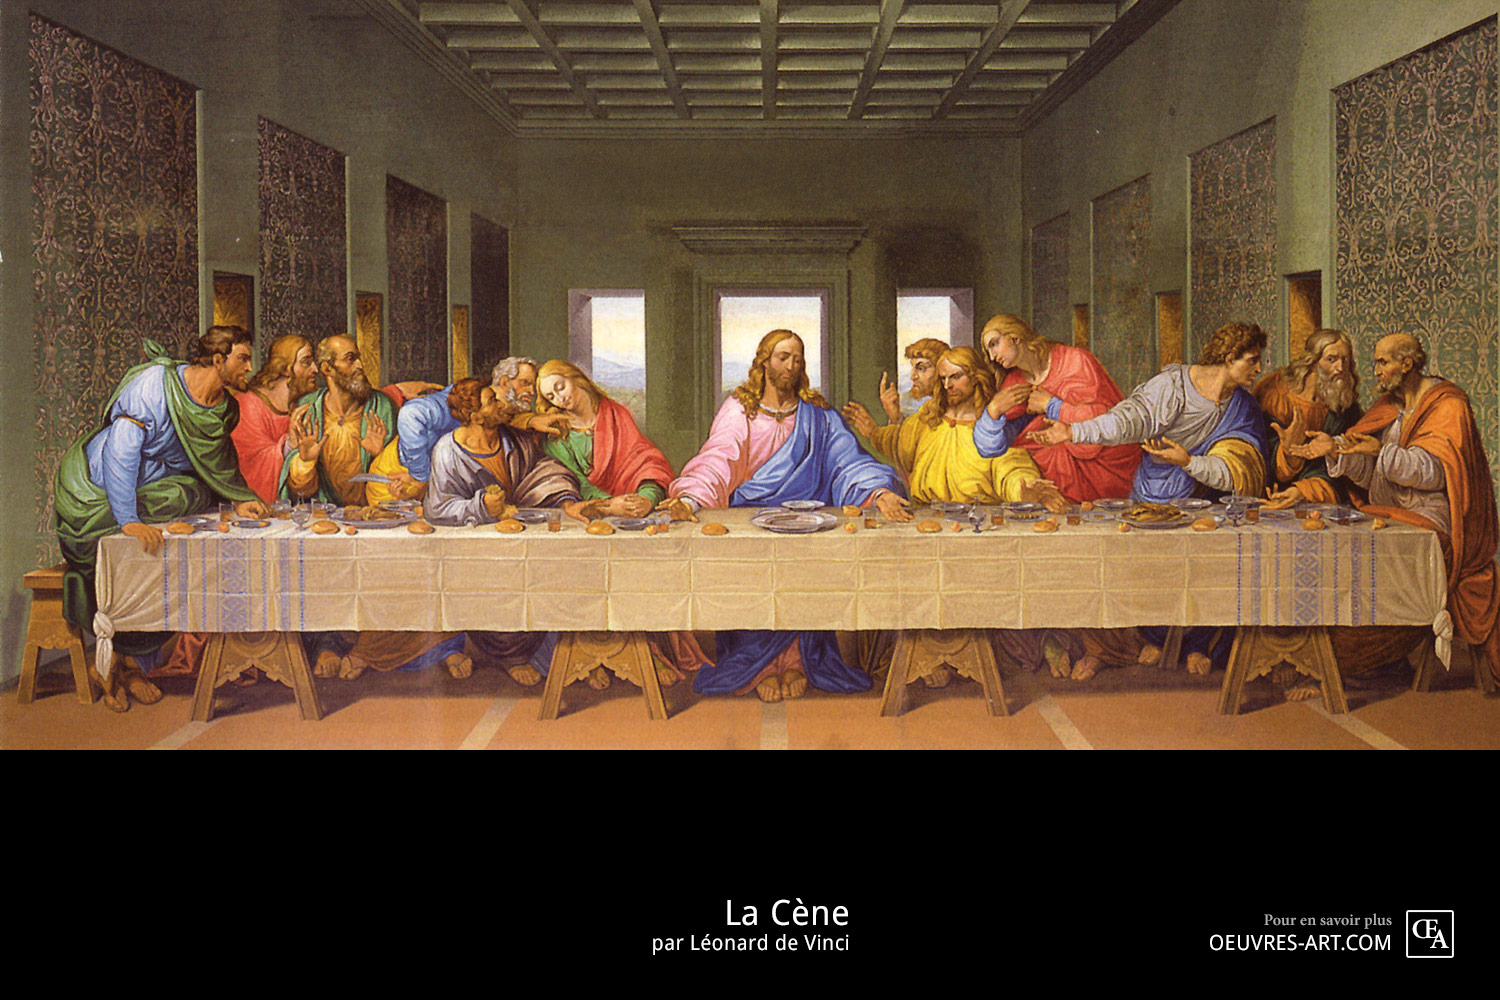 La Cène
par Léonard de Vinci
Pour en savoir plus
OEUVRES-ART.COM
ŒA